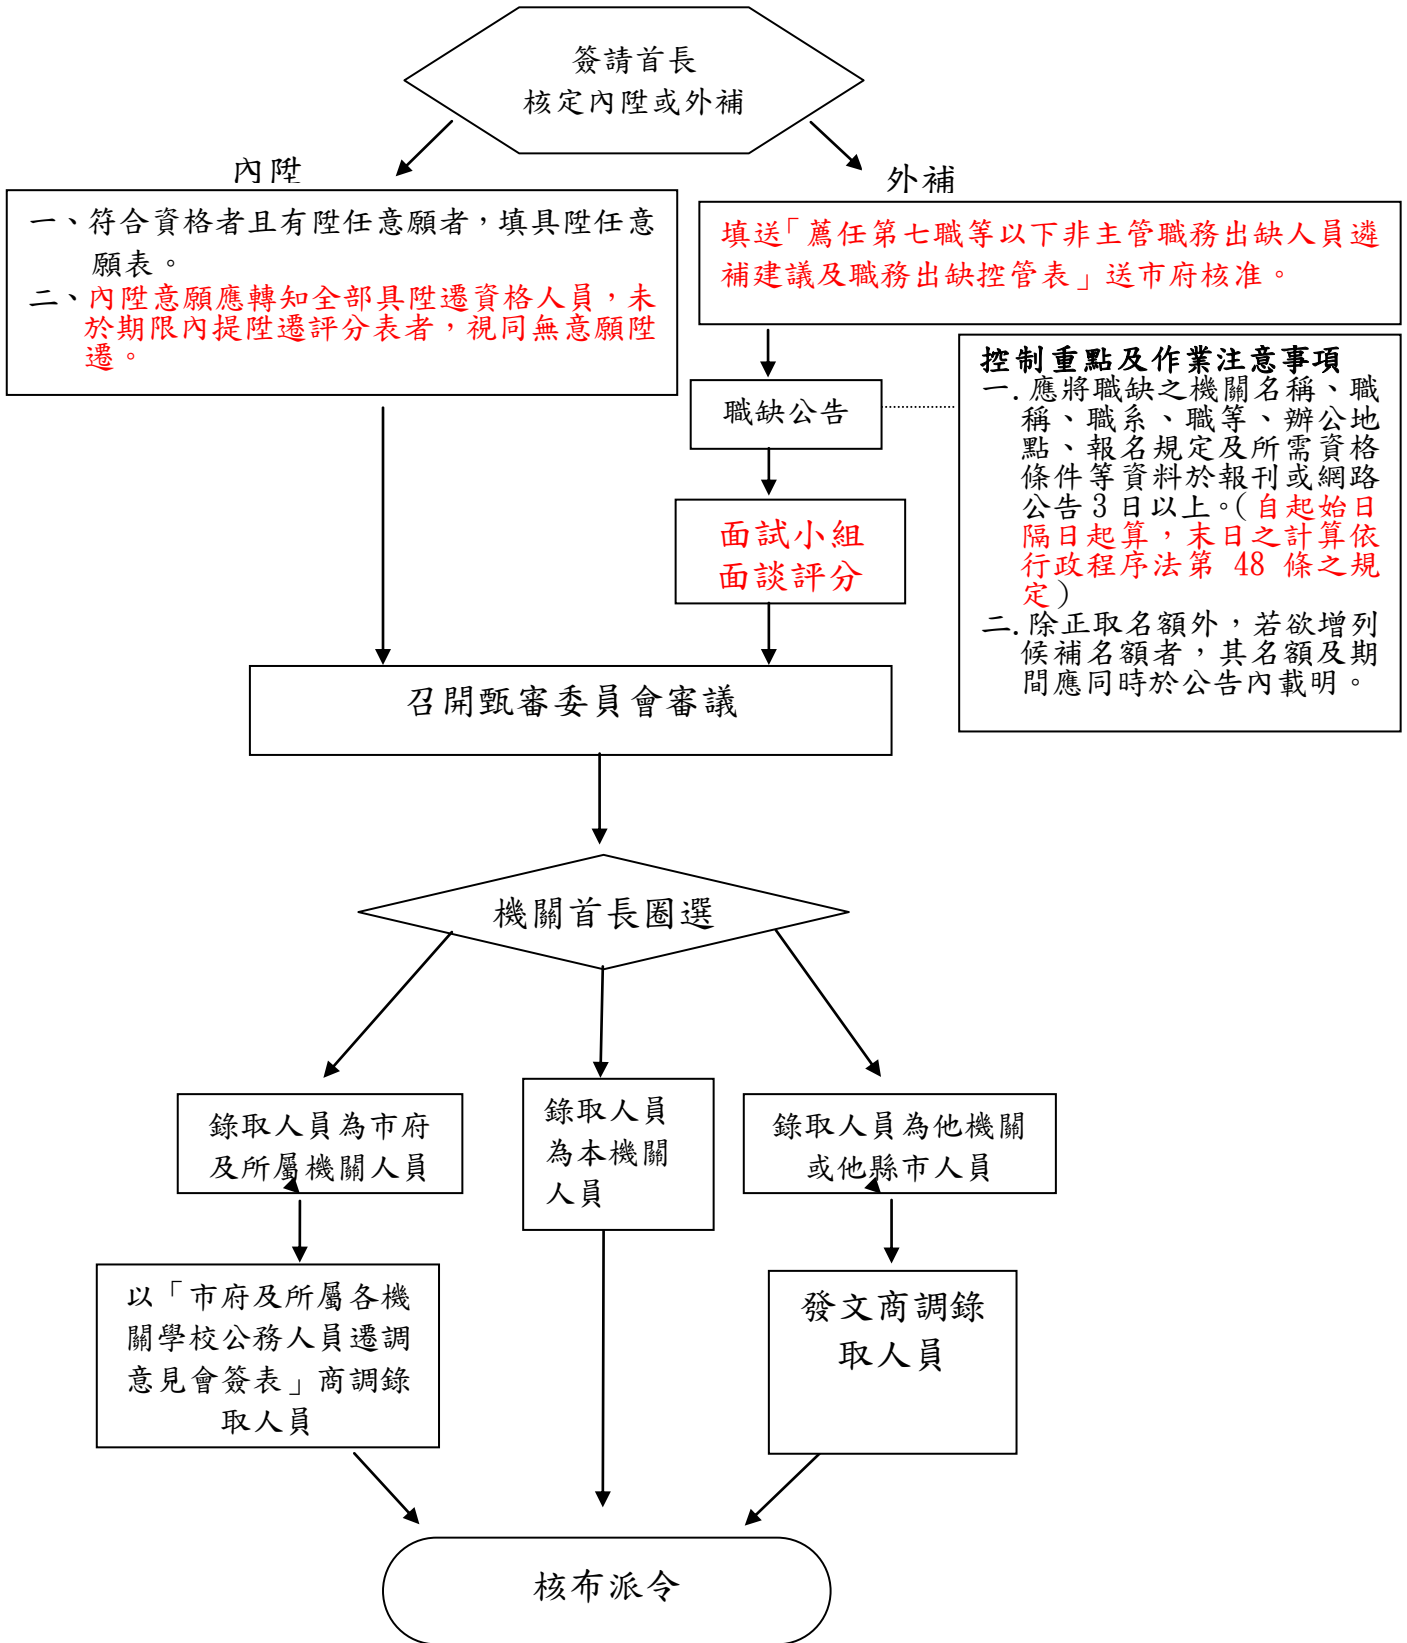 簽請首長
核定內陞或外補
內陞
外補
一、符合資格者且有陞任意願者，填具陞任意
願表。
二、內陞意願應轉知全部具陞遷資格人員，未
於期限內提陞遷評分表者，視同無意願陞
遷。
填送「薦任第七職等以下非主管職務出缺人員遴
補建議及職務出缺控管表」送市府核准。
職缺公告
控制重點及作業注意事項
一.應將職缺之機關名稱、職
稱、職系、職等、辦公地
點、報名規定及所需資格
條件等資料於報刊或網路
公告 3 日以上。（自起始日
隔日起算，末日之計算依
行政程序法第 48 條之規
定）
二.除正取名額外，若欲增列
候補名額者，其名額及期
間應同時於公告內載明。
面試小組
面談評分
召開甄審委員會審議
機關首長圈選
錄取人員為市府
及所屬機關人員
錄取人員
為本機關
人員
錄取人員為他機關
或他縣市人員
以「市府及所屬各機
關學校公務人員遷調
意見會簽表」商調錄
取人員
發文商調錄
取人員
核布派令